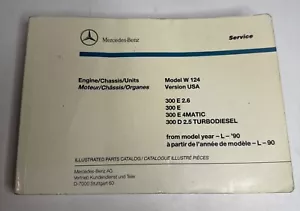 Mercedes-Benz
Service
Engine/Chassis/Units
Moteur/Châssis/Organes
Model W 124
Version USA
300 E 2.6
300 E
300 E 4MATIC
300 D 2.5 TURBODIESEL
from model year – L – '90
à partir de l'année de modèle – L – 90
ILLUSTRATED PARTS CATALOG/ CATALOGUE ILLUSTRÉ PIÈCES
Mercedes-Benz AG
Vertrieb Kundendienst und Teile
D-7000 Stuttgart 60